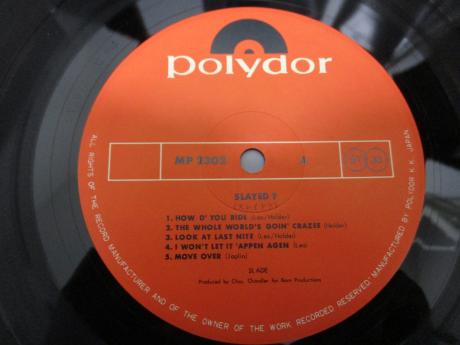 polydor
MP 2302 A
SLAYED ?
1. HOW D' YOU RIDE (Lea/Holder)
2. THE WHOLE WORLD'S GOIN' CRAZEE (Holder)
3. LOOK AT LAST NITE (Lea/Holder)
4. I WON'T LET IT 'APPEN AGEN (Lea)
5. MOVE OVER (Joplin)
SLADE
Produced by Chas. Chandler for Barn Productions
ALL RIGHTS OF THE RECORD MANUFACTURER AND OF THE OWNER OF THE WORK RECORDED RESERVED. MANUFACTURED BY POLYDOR K.K. JAPAN